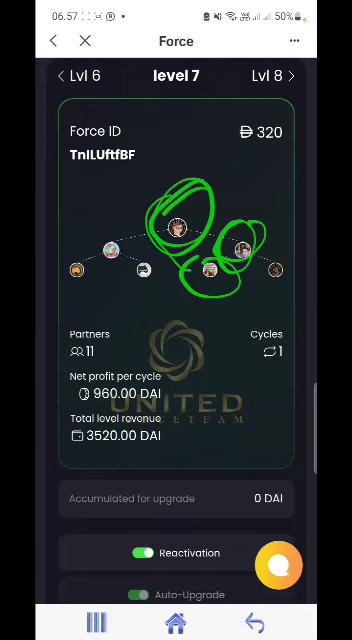 06.57
50%
Force
Lvl 6
level 7
Lvl 8
Force ID
320
TnILUftfBF
Partners
Cycles
11
1
Net profit per cycle
960.00 DAI
UNITED
Total level revenue
3520.00 DAI
Accumulated for upgrade
0 DAI
Reactivation
Auto-Upgrade